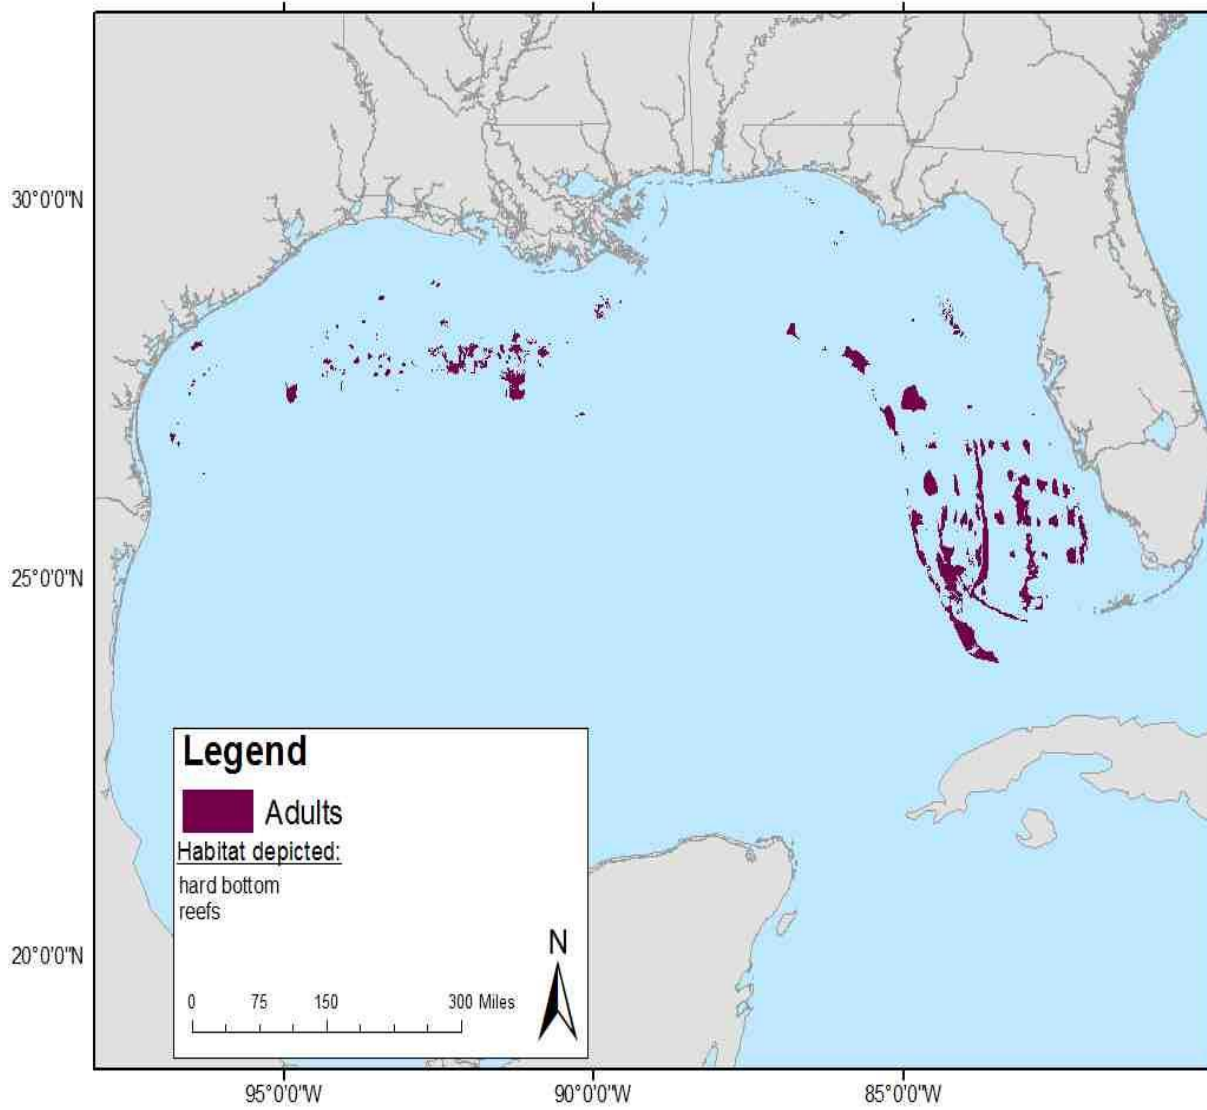 30°0'0"N
25°0'0"N
20°0'0"N
Legend
Adults
Habitat depicted:
hard bottom
reefs
N
0 75 150 300 Miles
95°0'0"W 90°0'0"W 85°0'0"W